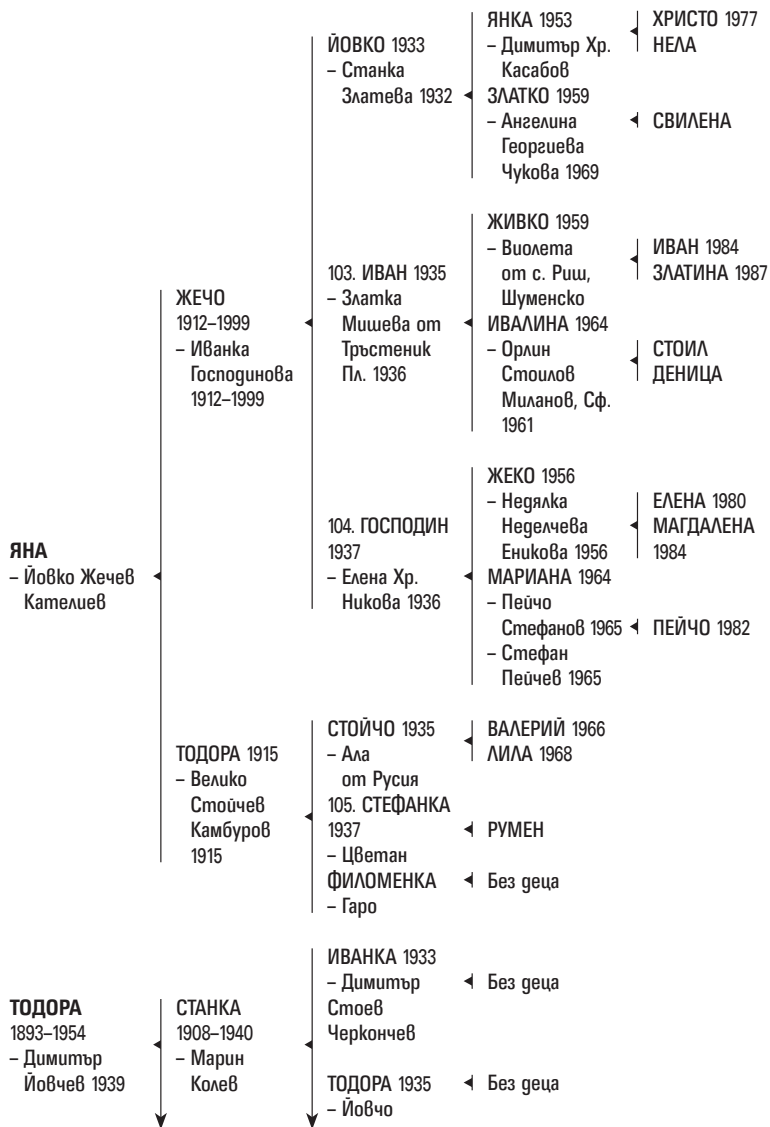 ЯНА
– Йовко Жечев
Кателиев
ЖЕЧО
1912–1999
– Иванка
Господинова
1912–1999
ЙОВКО 1933
– Станка
Златева 1932
ЯНКА 1953
– Димитър Хр.
Касабов
ХРИСТО 1977
НЕЛА
ЗЛАТКО 1959
– Ангелина
Георгиева
Чукова 1969
СВИЛЕНА
103. ИВАН 1935
– Златка
Мишева от
Тръстеник
Пл. 1936
ЖИВКО 1959
– Виолета
от с. Риш,
Шуменско
ИВАН 1984
ЗЛАТИНА 1987
ИВАЛИНА 1964
– Орлин
Стоилов
Миланов, Сф.
1961
СТОИЛ
ДЕНИЦА
104. ГОСПОДИН
1937
– Елена Хр.
Никова 1936
ЖЕКО 1956
– Недялка
Неделчева
Еникова 1956
ЕЛЕНА 1980
МАГДАЛЕНА
1984
МАРИАНА 1964
– Пейчо
Стефанов 1965
– Стефан
Пейчев 1965
ПЕЙЧО 1982
ТОДОРА 1915
– Велико
Стойчев
Камбуров
1915
СТОЙЧО 1935
– Ала
от Русия
ВАЛЕРИЙ 1966
ЛИЛА 1968
105. СТЕФАНКА
1937
– Цветан
РУМЕН
ФИЛОМЕНКА
– Гаро
Без деца
ТОДОРА
1893–1954
– Димитър
Йовчев 1939
СТАНКА
1908–1940
– Марин
Колев
ИВАНКА 1933
– Димитър
Стоев
Черкончев
Без деца
ТОДОРА 1935
– Йовчо
Без деца